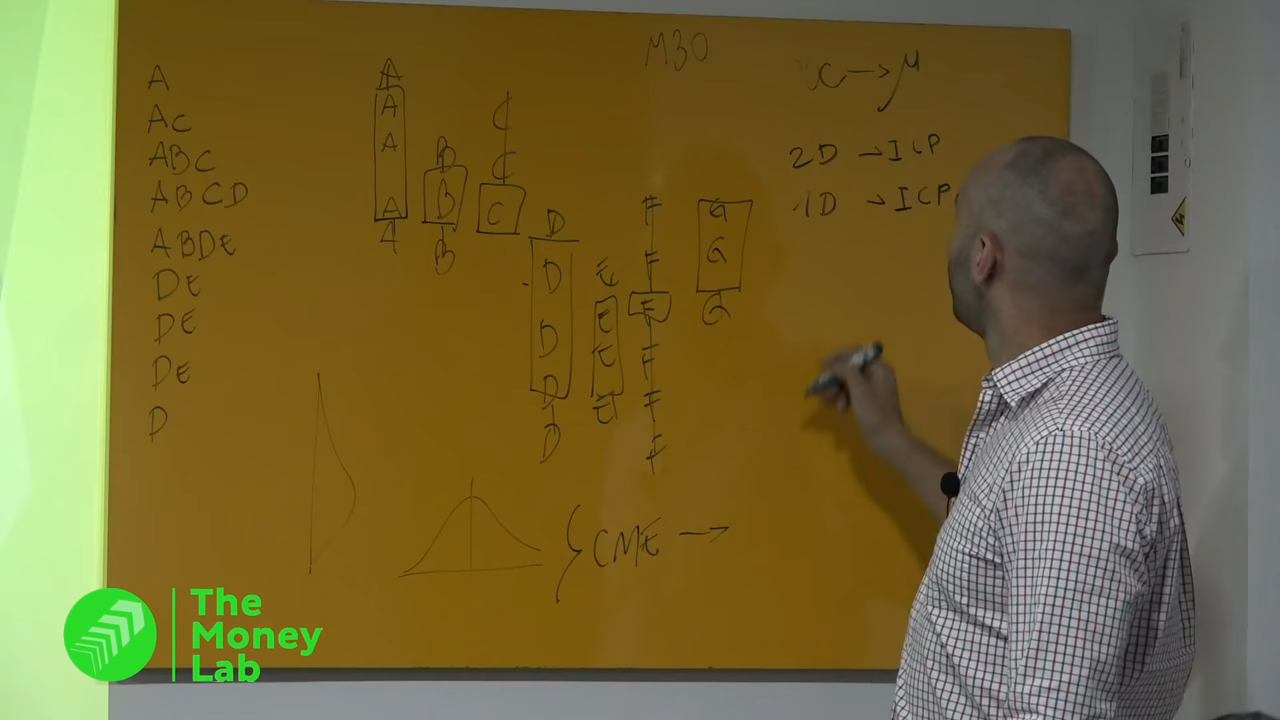 M30
A
AC
ABC
ABCD
ABDE
DE
DE
DE
D
A
A
A
A
A
B
B
B
C
C
C
D
D
D
D
D
E
E
E
E
F
F
F
F
F
F
G
G
G
2D → ICP
1D → ICP
CME →
The
Money
Lab